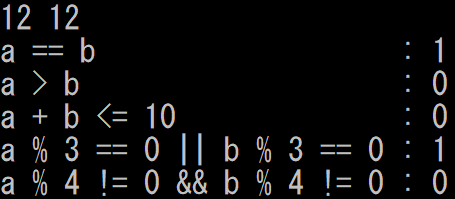 12 12
a == b : 1
a > b : 0
a + b <= 10 : 0
a % 3 == 0 || b % 3 == 0 : 1
a % 4 != 0 && b % 4 != 0 : 0